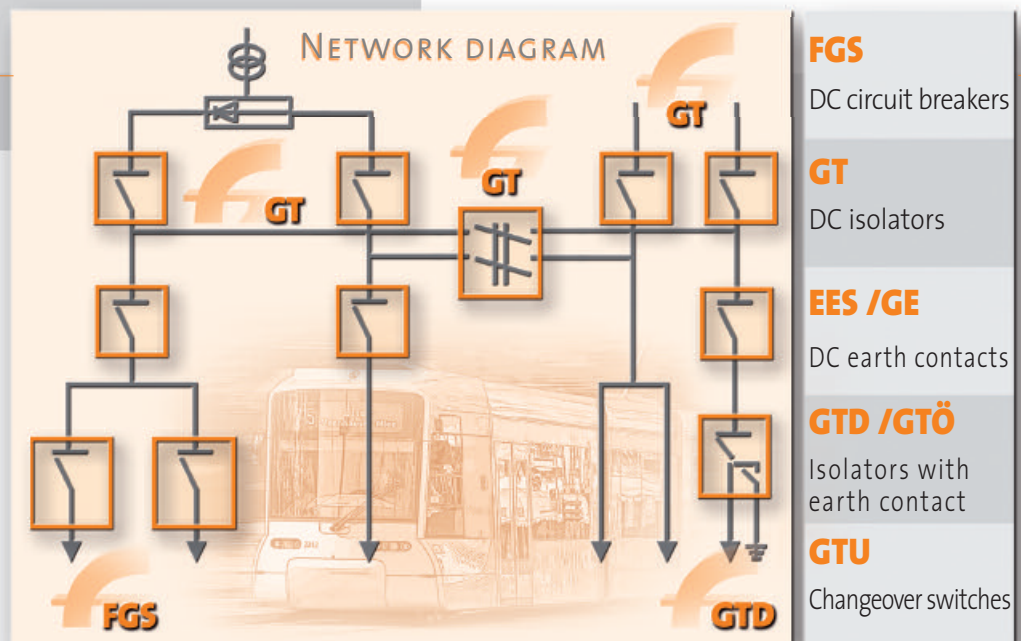 NETWORK DIAGRAM
GT
GT
GT
FGS
GTD
FGS
DC circuit breakers
GT
DC isolators
EES /GE
DC earth contacts
GTD /GTÖ
Isolators with
earth contact
GTU
Changeover switches